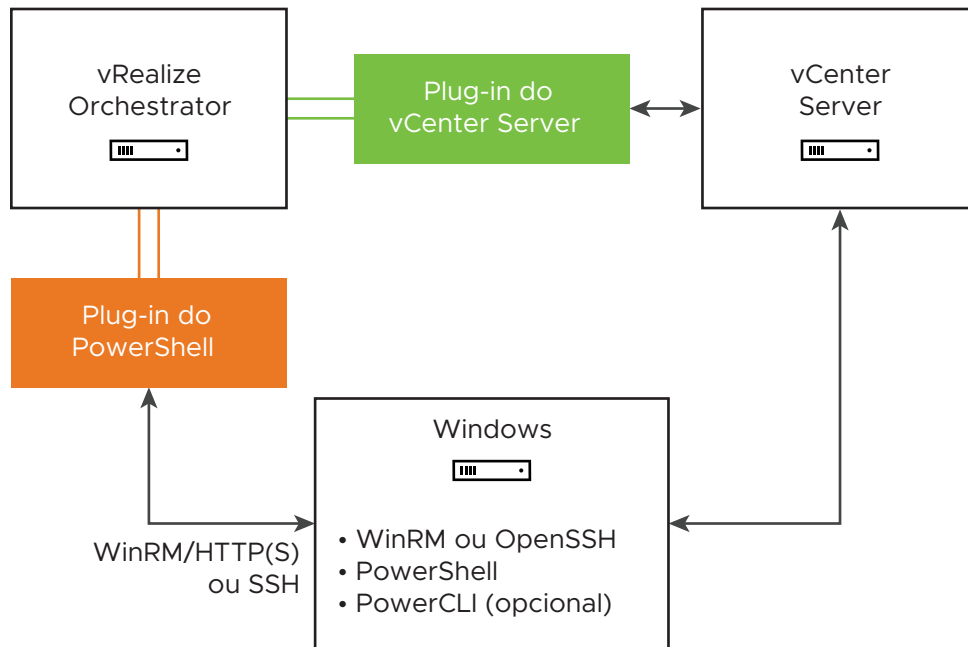 vRealize
Orchestrator
Plug-in do
vCenter Server
vCenter
Server
Plug-in do
PowerShell
Windows
WinRM/HTTP(S)
ou SSH
• WinRM ou OpenSSH
• PowerShell
• PowerCLI (opcional)